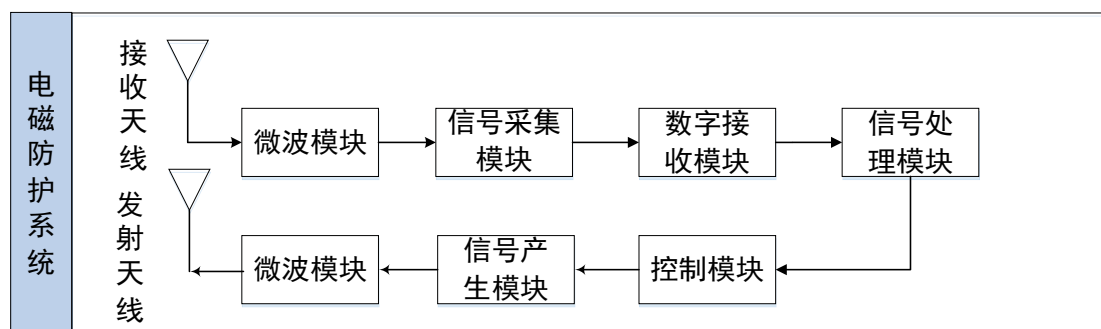 电磁防护系统
接收天线
微波模块
信号采集
模块
数字接
收模块
信号处
理模块
发射天线
微波模块
信号产
生模块
控制模块